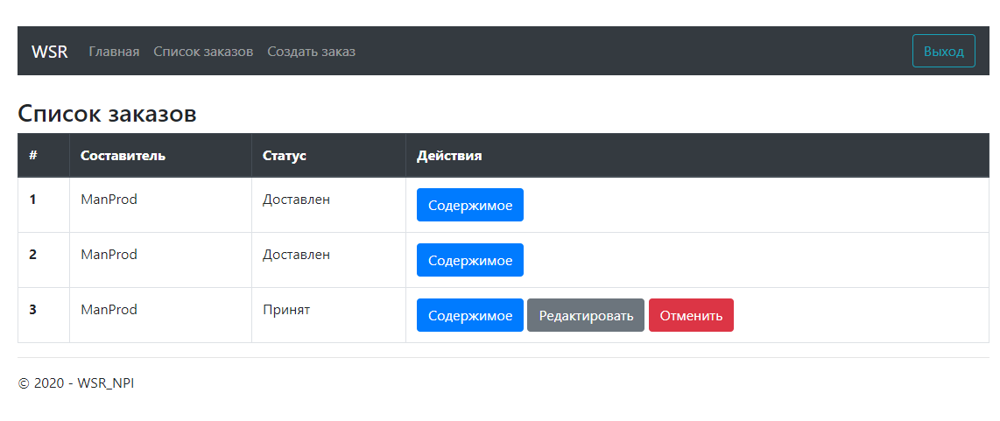 WSR Главная Список заказов Создать заказ Выход
Список заказов
# Составитель Статус Действия
1 ManProd Доставлен Содержимое
2 ManProd Доставлен Содержимое
3 ManProd Принят Содержимое Редактировать Отменить
© 2020 - WSR_NPI